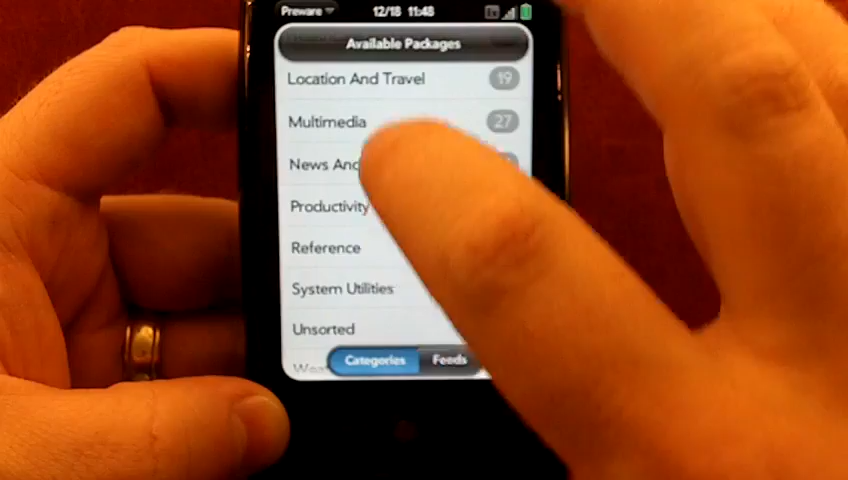 Preware 12/18 11:48
Available Packages
Location And Travel 19
Multimedia 27
News And
Productivity
Reference
System Utilities
Unsorted
Categories Feeds